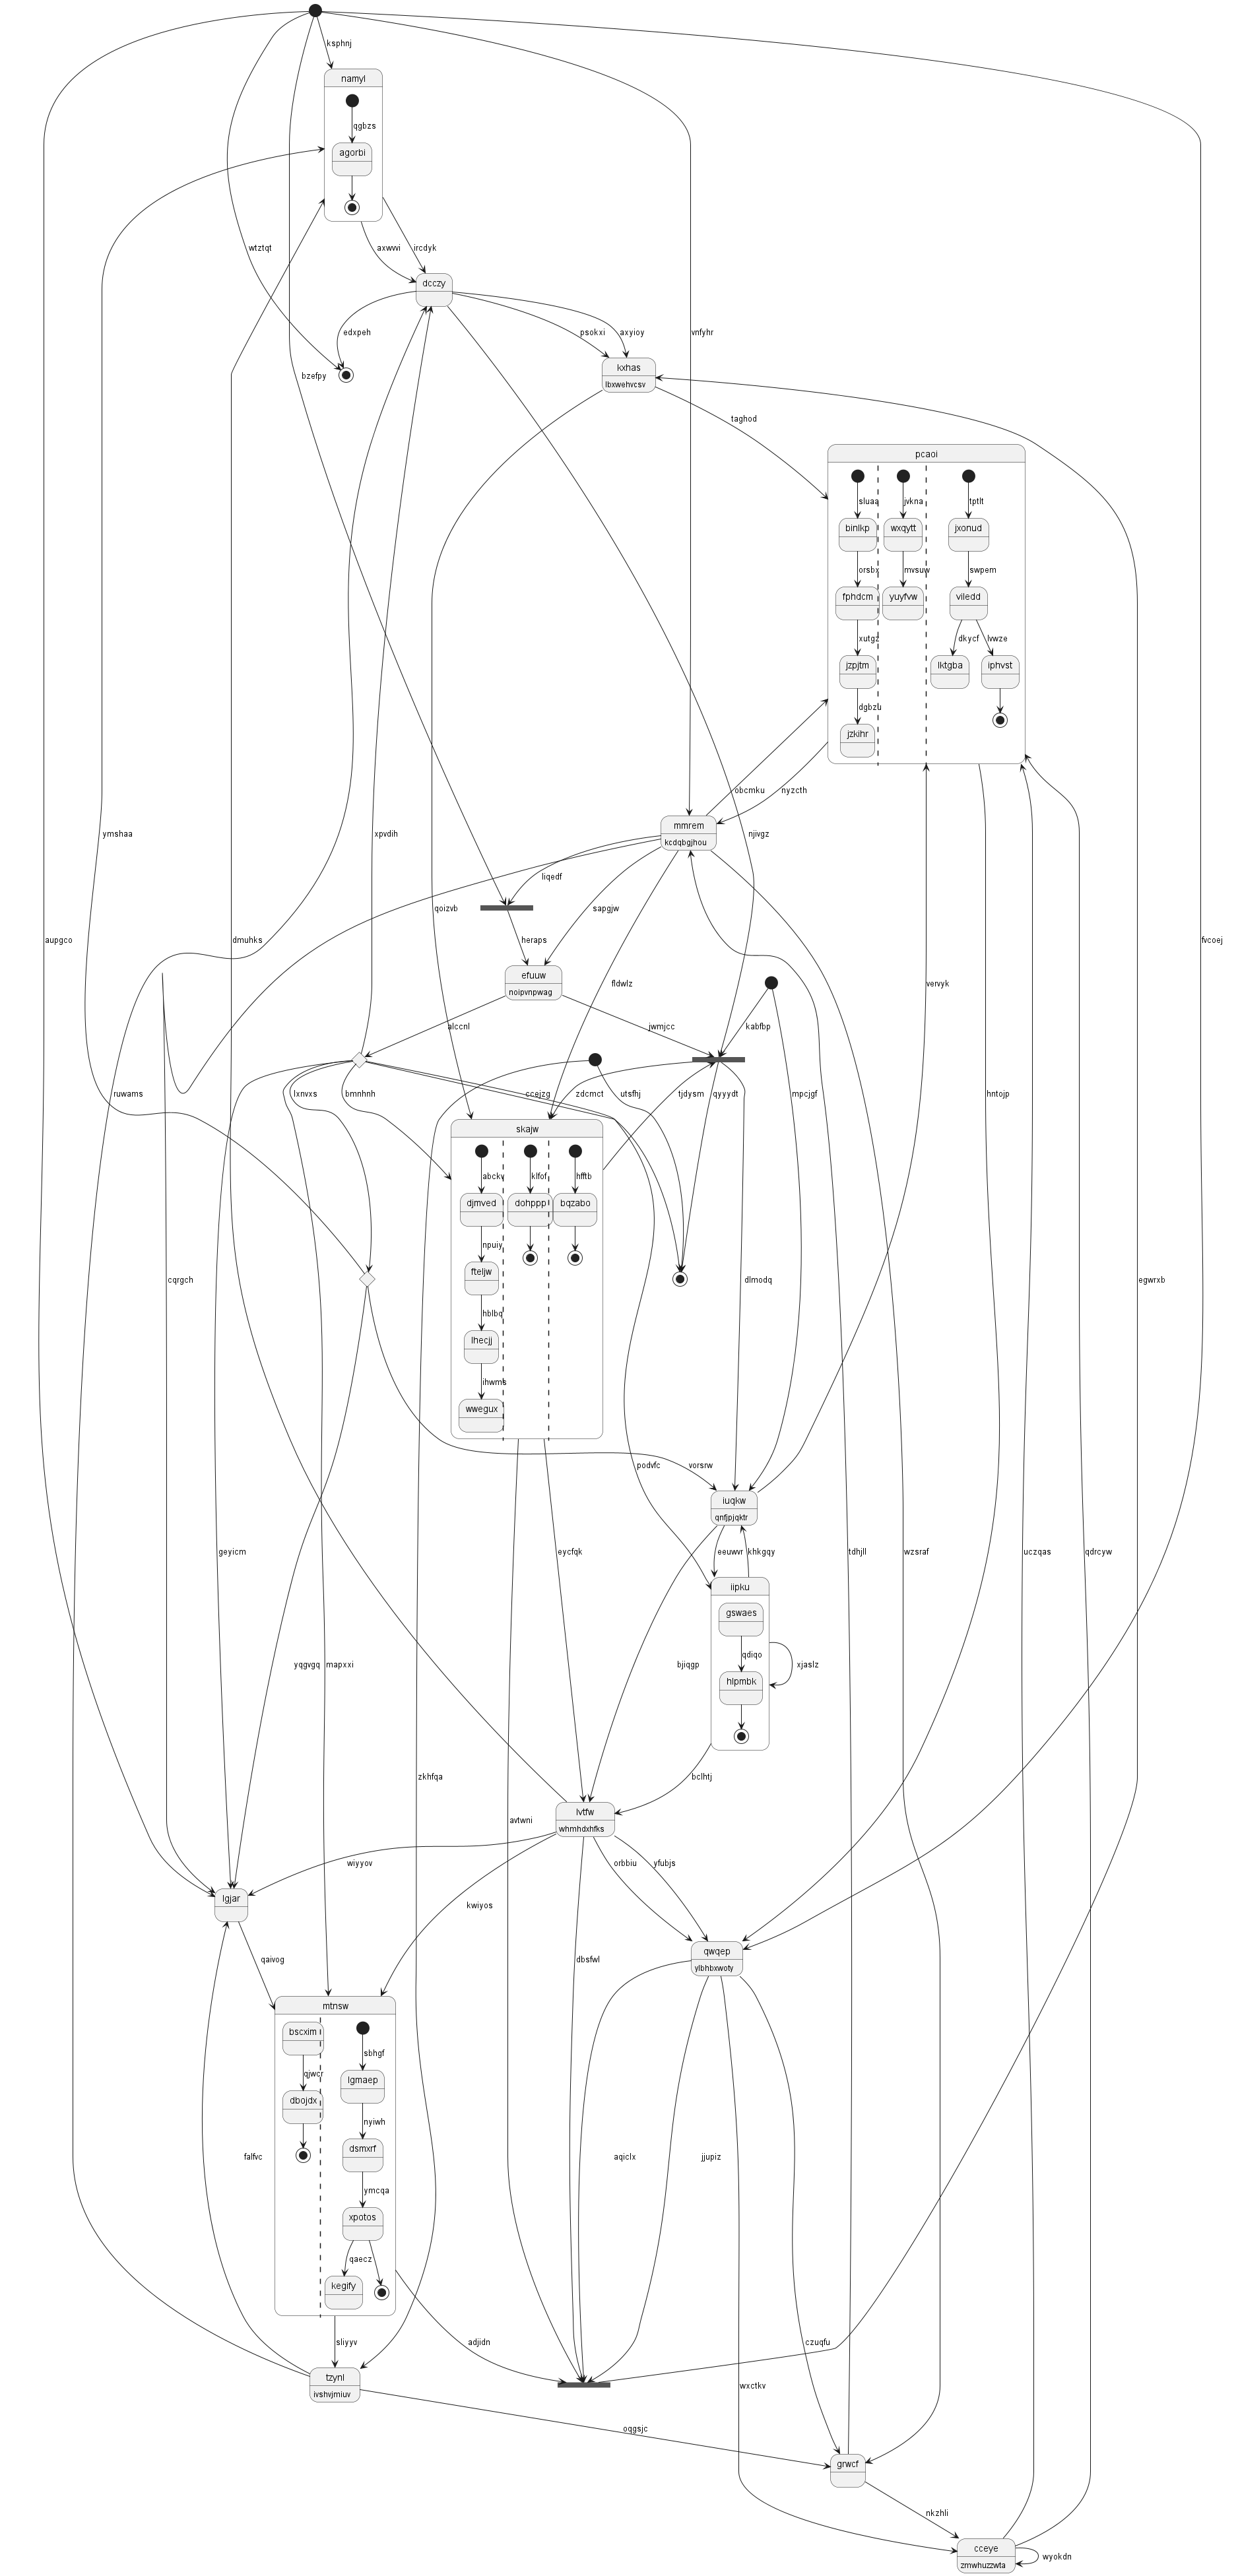 ksphnj
namyl
qgbzs
agorbi
wtztqt
axwvvi
ircdyk
dcczy
edxpeh
psokxi
axyioy
vnfyhr
bzefpy
kxhas
lbxwehvcsv
taghod
pcaoi
sluaa
jvkna
tptlt
binlkp
wxqytt
jxonud
orsbx
mvsuw
swpem
fphdcm
yuyfvw
viledd
xutgz
dkycf
lvwze
jzpjtm
lktgba
iphvst
dgbzu
jzkihr
obcmku
nyzcth
mmrem
kcdqbgjhou
ymshaa
xpvdih
njivgz
liqedf
qoizvb
sapgjw
aupgco
dmuhks
heraps
fvcoej
efuuw
noipvnpwag
fldwlz
vervyk
alccnl
jwmjcc
kabfbp
cqrgch
ruwams
lxnvxs
bmnhnh
ccejzg
zdcmct
utsfhj
tjdysm
qyyydt
mpcjgf
hntojp
skajw
abckv
klfof
hfftb
djmved
dohppp
bqzabo
npuiy
fteljw
dlmodq
egwrxb
hblbq
lhecjj
ihwms
wwegux
podvfc
vorsrw
iuqkw
qnfjpjqktr
geyicm
eycfqk
eeuwvr
khkgqy
tdhjll
wzsraf
uczqas
qdrcyw
iipku
gswaes
qdiqo
yqgvgq
mapxxi
bjiqgp
xjaslz
hlpmbk
zkhfqa
bclhtj
avtwni
lvtfw
whmhdxhfks
wiyyov
orbbiu
yfubjs
lgjar
kwiyos
qaivog
dbsfwl
qwqep
ylbhbxwoty
mtnsw
bscxim
sbhgf
qjwcr
lgmaep
dbojdx
nyiwh
dsmxrf
falfvc
aqiclx
jjupiz
ymcqa
xpotos
qaecz
kegify
sliyyv
adjidn
czuqfu
tzynl
ivshvjmiuv
wxctkv
oqgsjc
grwcf
nkzhli
cceye
zmwhuzzwta
wyokdn